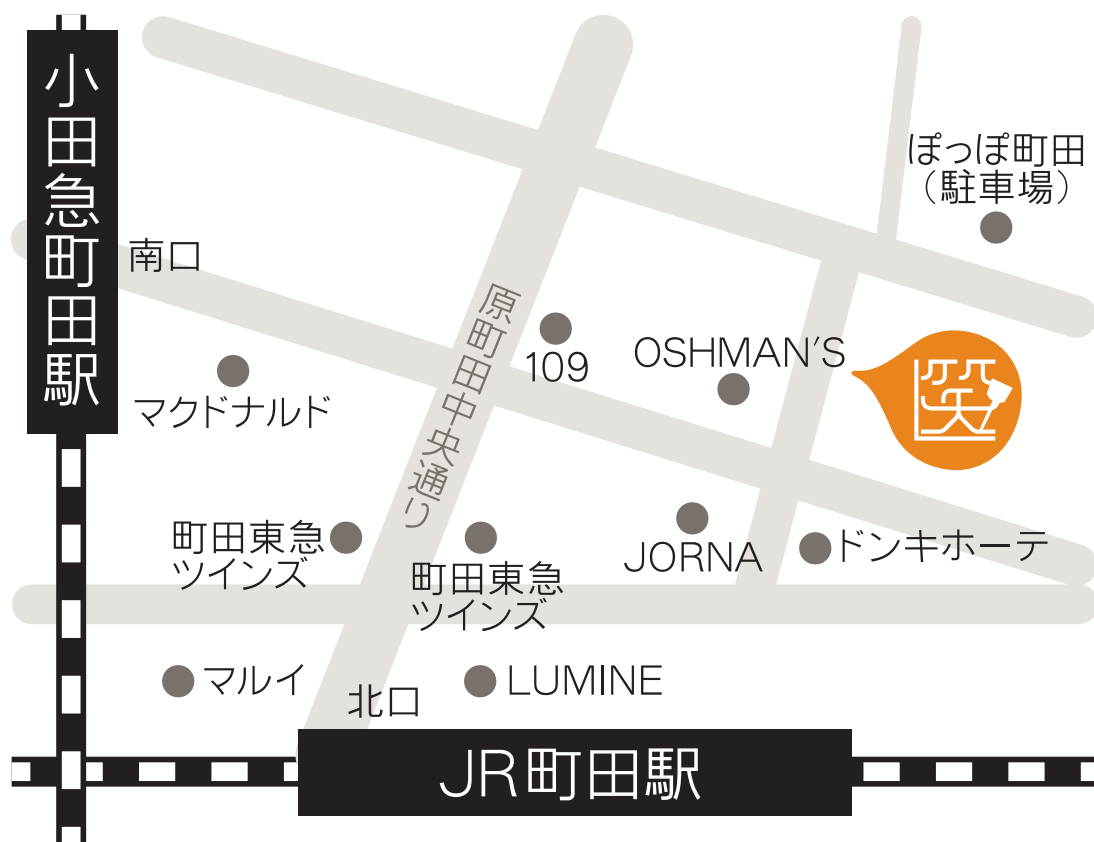 小田急町田駅
ぽっぽ町田
（駐車場）
南口
原町田中央通り
109
OSHMAN'S
マクドナルド
医
町田東急
ツインズ
町田東急
ツインズ
JORNA
ドンキホーテ
マルイ
北口
LUMINE
JR町田駅